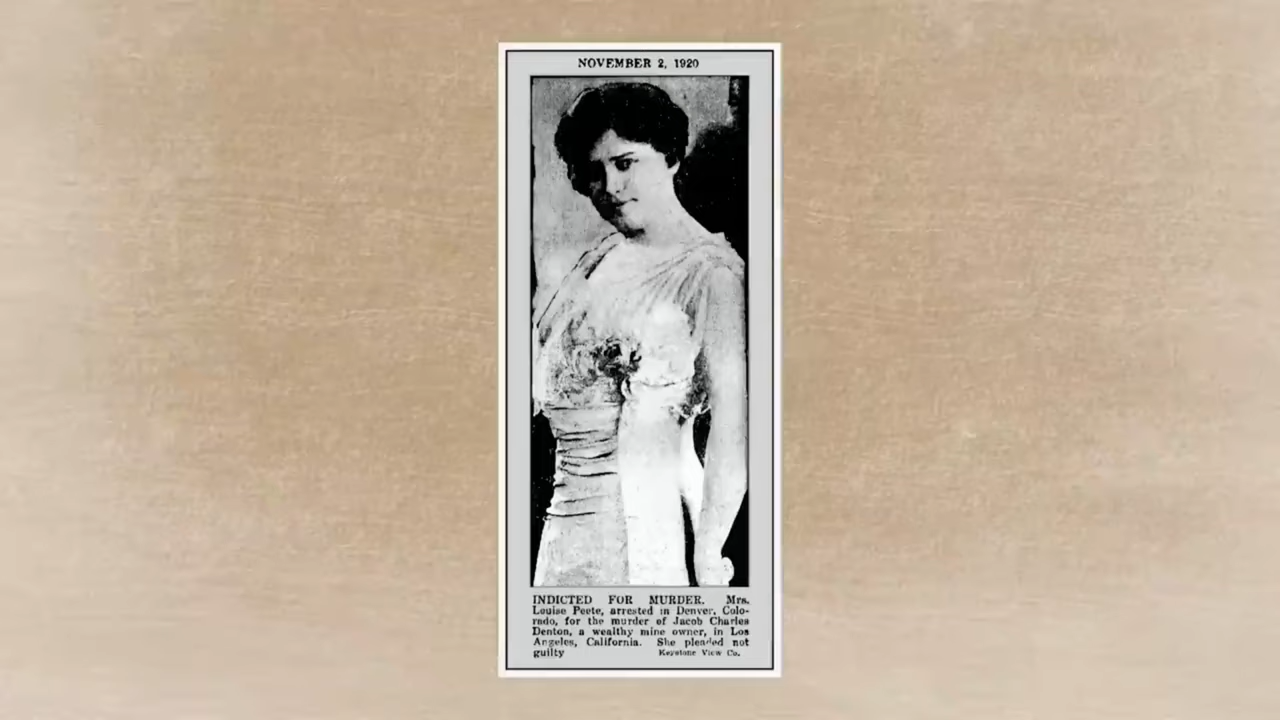 NOVEMBER 2, 1920
INDICTED FOR MURDER. Mrs.
Louise Peete, arrested in Denver, Colo-
rado, for the murder of Jacob Charles
Denton, a wealthy mine owner, in Los
Angeles, California. She pleaded not
guilty Keystone View Co.